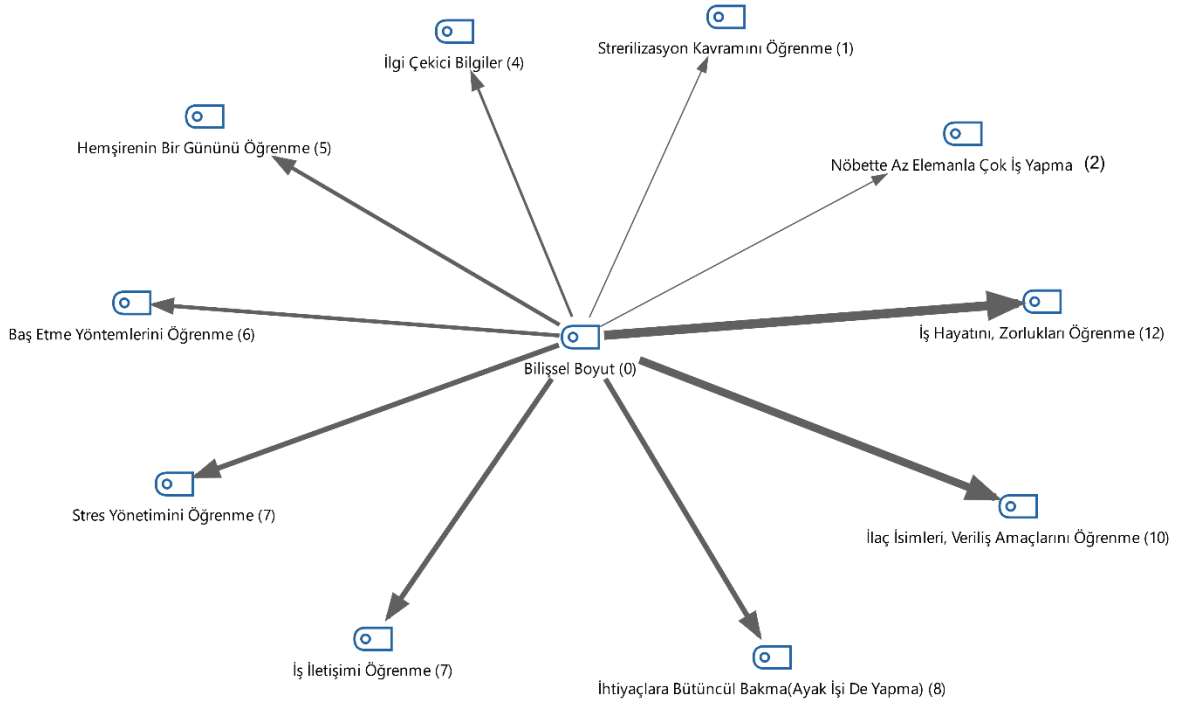 Strerilizasyon Kavramını Öğrenme (1)
İlgi Çekici Bilgiler (4)
Hemşirenin Bir Gününü Öğrenme (5)
Nöbette Az Elemanla Çok İş Yapma (2)
Baş Etme Yöntemlerini Öğrenme (6)
İş Hayatını, Zorlukları Öğrenme (12)
Bilişsel Boyut (0)
Stres Yönetimini Öğrenme (7)
İlaç İsimleri, Veriliş Amaçlarını Öğrenme (10)
İş İletişimi Öğrenme (7)
İhtiyaçlara Bütüncül Bakma(Ayak İşi De Yapma) (8)